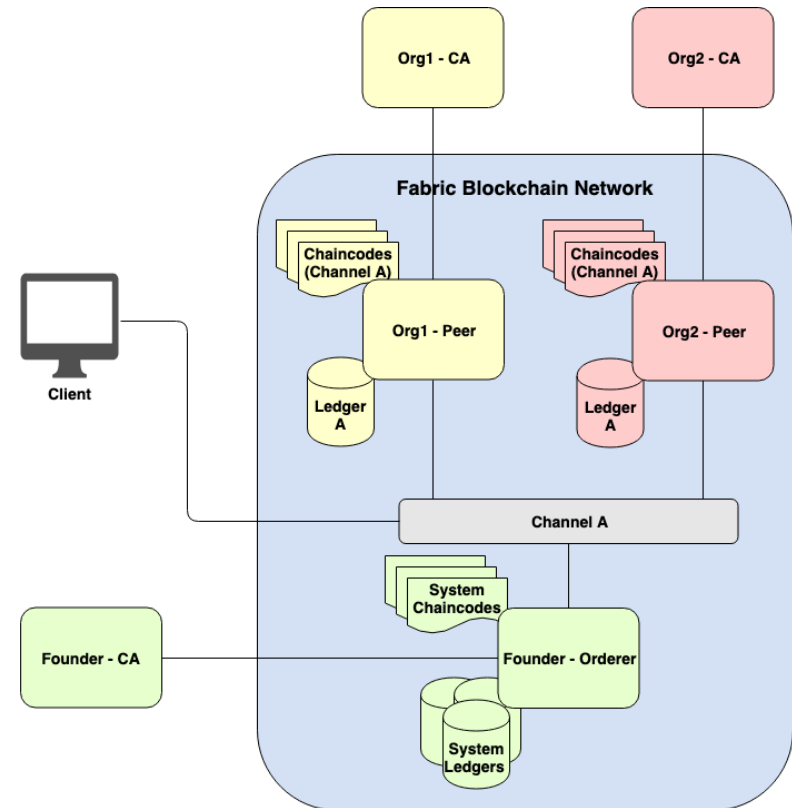 Org1 - CA
Org2 - CA
Fabric Blockchain Network
Chaincodes
(Channel A)
Chaincodes
(Channel A)
Org1 - Peer
Org2 - Peer
Client
Ledger
A
Ledger
A
Channel A
System
Chaincodes
Founder - CA
Founder - Orderer
System
Ledgers